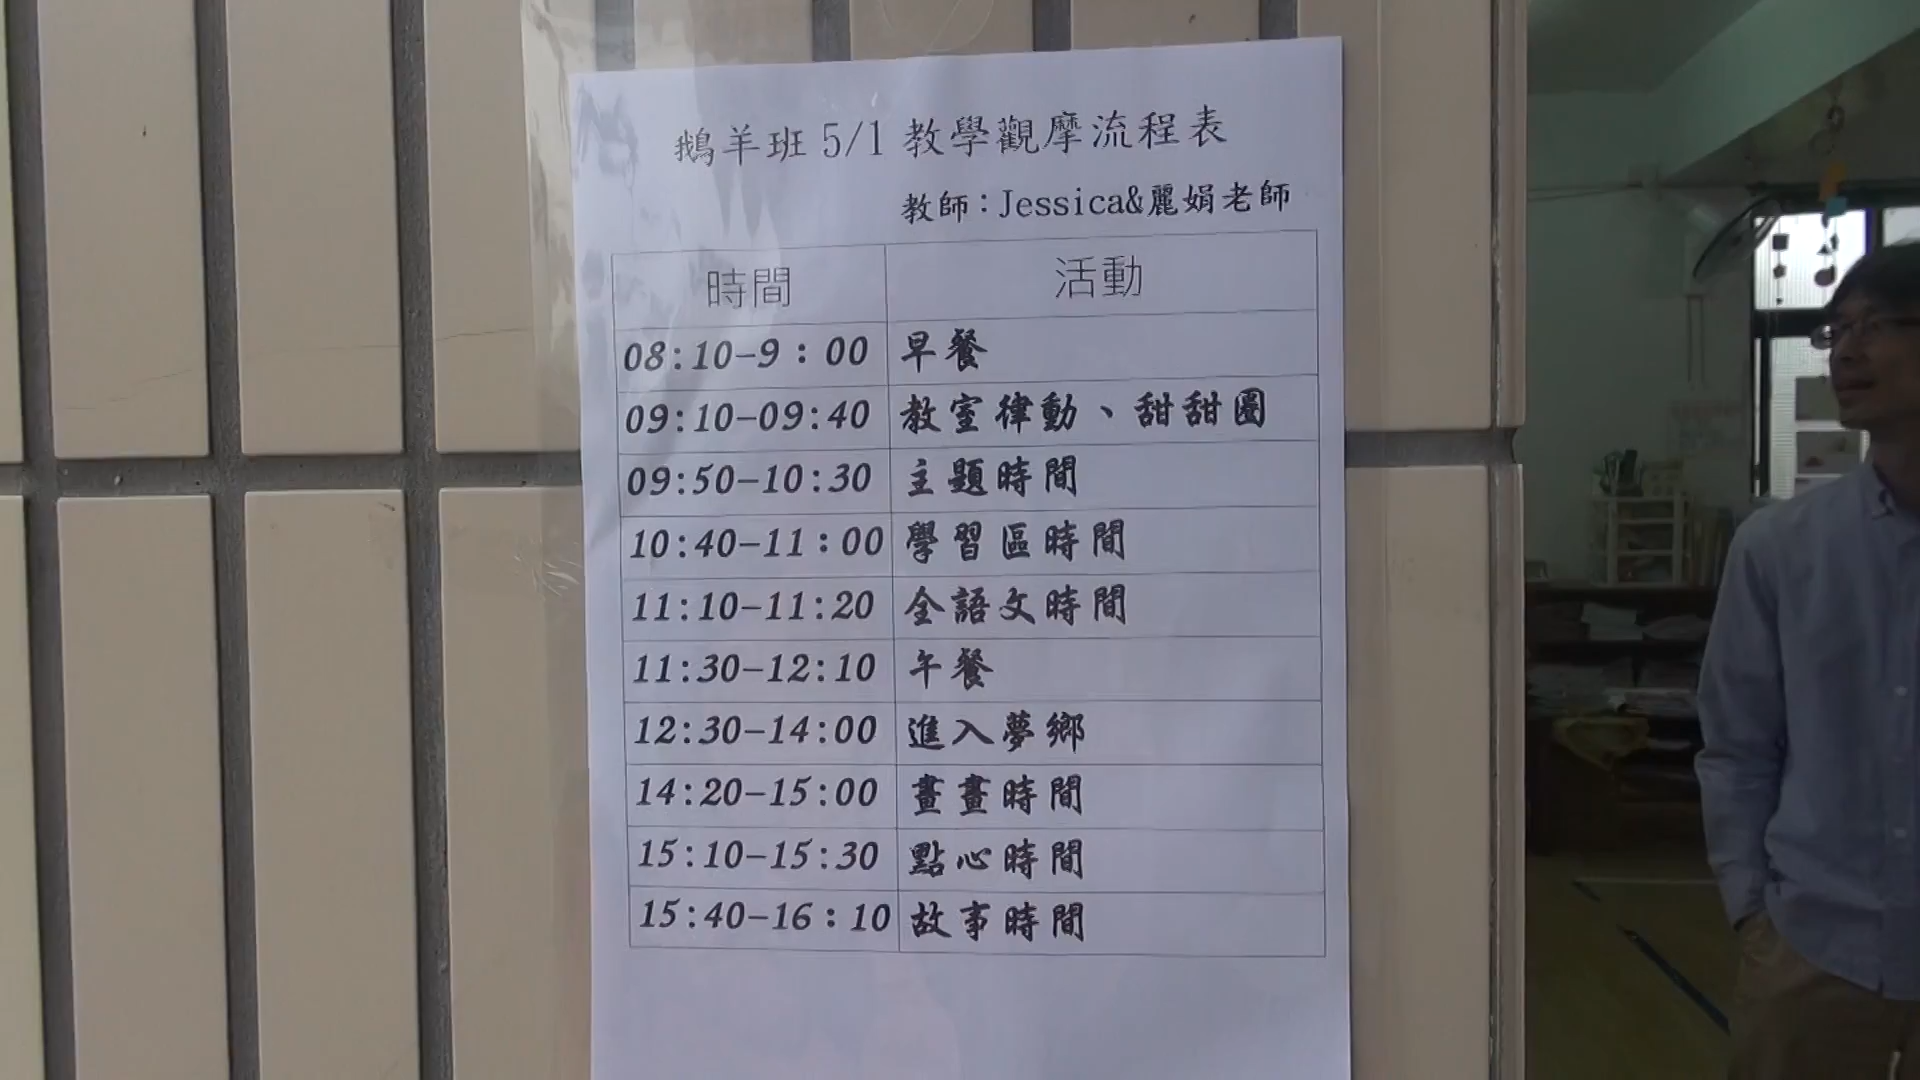 鵝羊班 5/1 教學觀摩流程表
教師：Jessica&麗娟老師
時間 活動
08:10-9：00 早餐
09:10-09:40 教室律動、甜甜圈
09:50-10:30 主題時間
10:40-11：00 學習區時間
11:10-11:20 全語文時間
11:30-12:10 午餐
12:30-14:00 進入夢鄉
14:20-15:00 畫畫時間
15:10-15:30 點心時間
15:40-16：10 故事時間